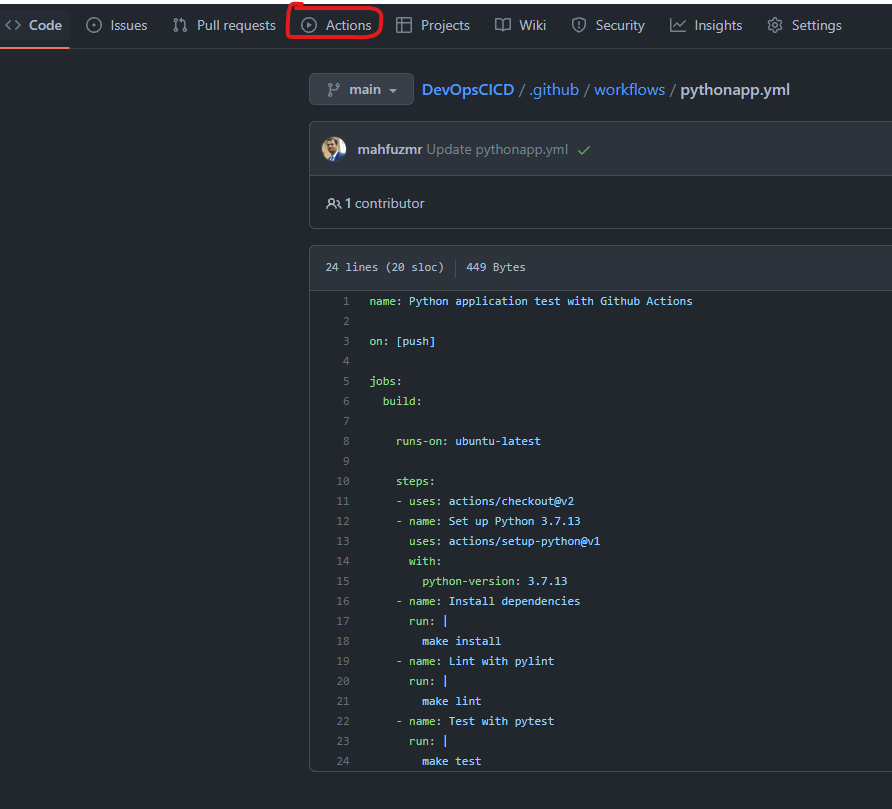 Code Issues Pull requests Actions Projects Wiki Security Insights Settings
main DevOpsCICD / .github / workflows / pythonapp.yml
mahfuzmr Update pythonapp.yml
1 contributor
24 lines (20 sloc) 449 Bytes
1 name: Python application test with Github Actions
2
3 on: [push]
4
5 jobs:
6   build:
7
8     runs-on: ubuntu-latest
9
10     steps:
11     - uses: actions/checkout@v2
12     - name: Set up Python 3.7.13
13       uses: actions/setup-python@v1
14       with:
15         python-version: 3.7.13
16     - name: Install dependencies
17       run: |
18         make install
19     - name: Lint with pylint
20       run: |
21         make lint
22     - name: Test with pytest
23       run: |
24         make test